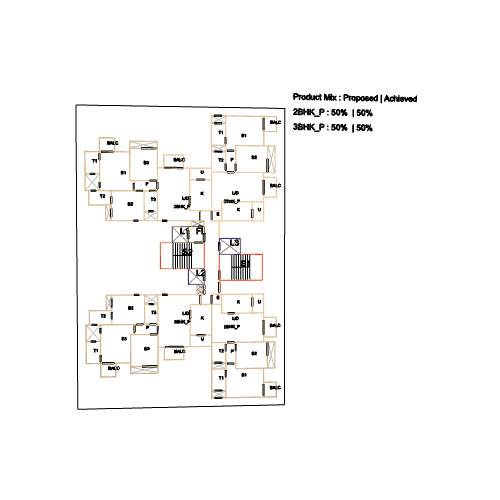 Product Mix : Proposed | Achieved
2BHK_P : 50% | 50%
3BHK_P : 50% | 50%
T1 B1 BALC
BALC
T1 B3 BALC T2 P B2
B1 U
P K L/D BALC
T2 L/D 2BHK_P
B2 T3 3BHK_P K U
E
L1 FL
L3
S2
S1
L2
E
B2 T3 L/D K K U
T2 3BHK_P L/D
P 2BHK_P BALC
B1 U
T1 B3 T2 P B2
BALC
BALC T1 B1
BALC